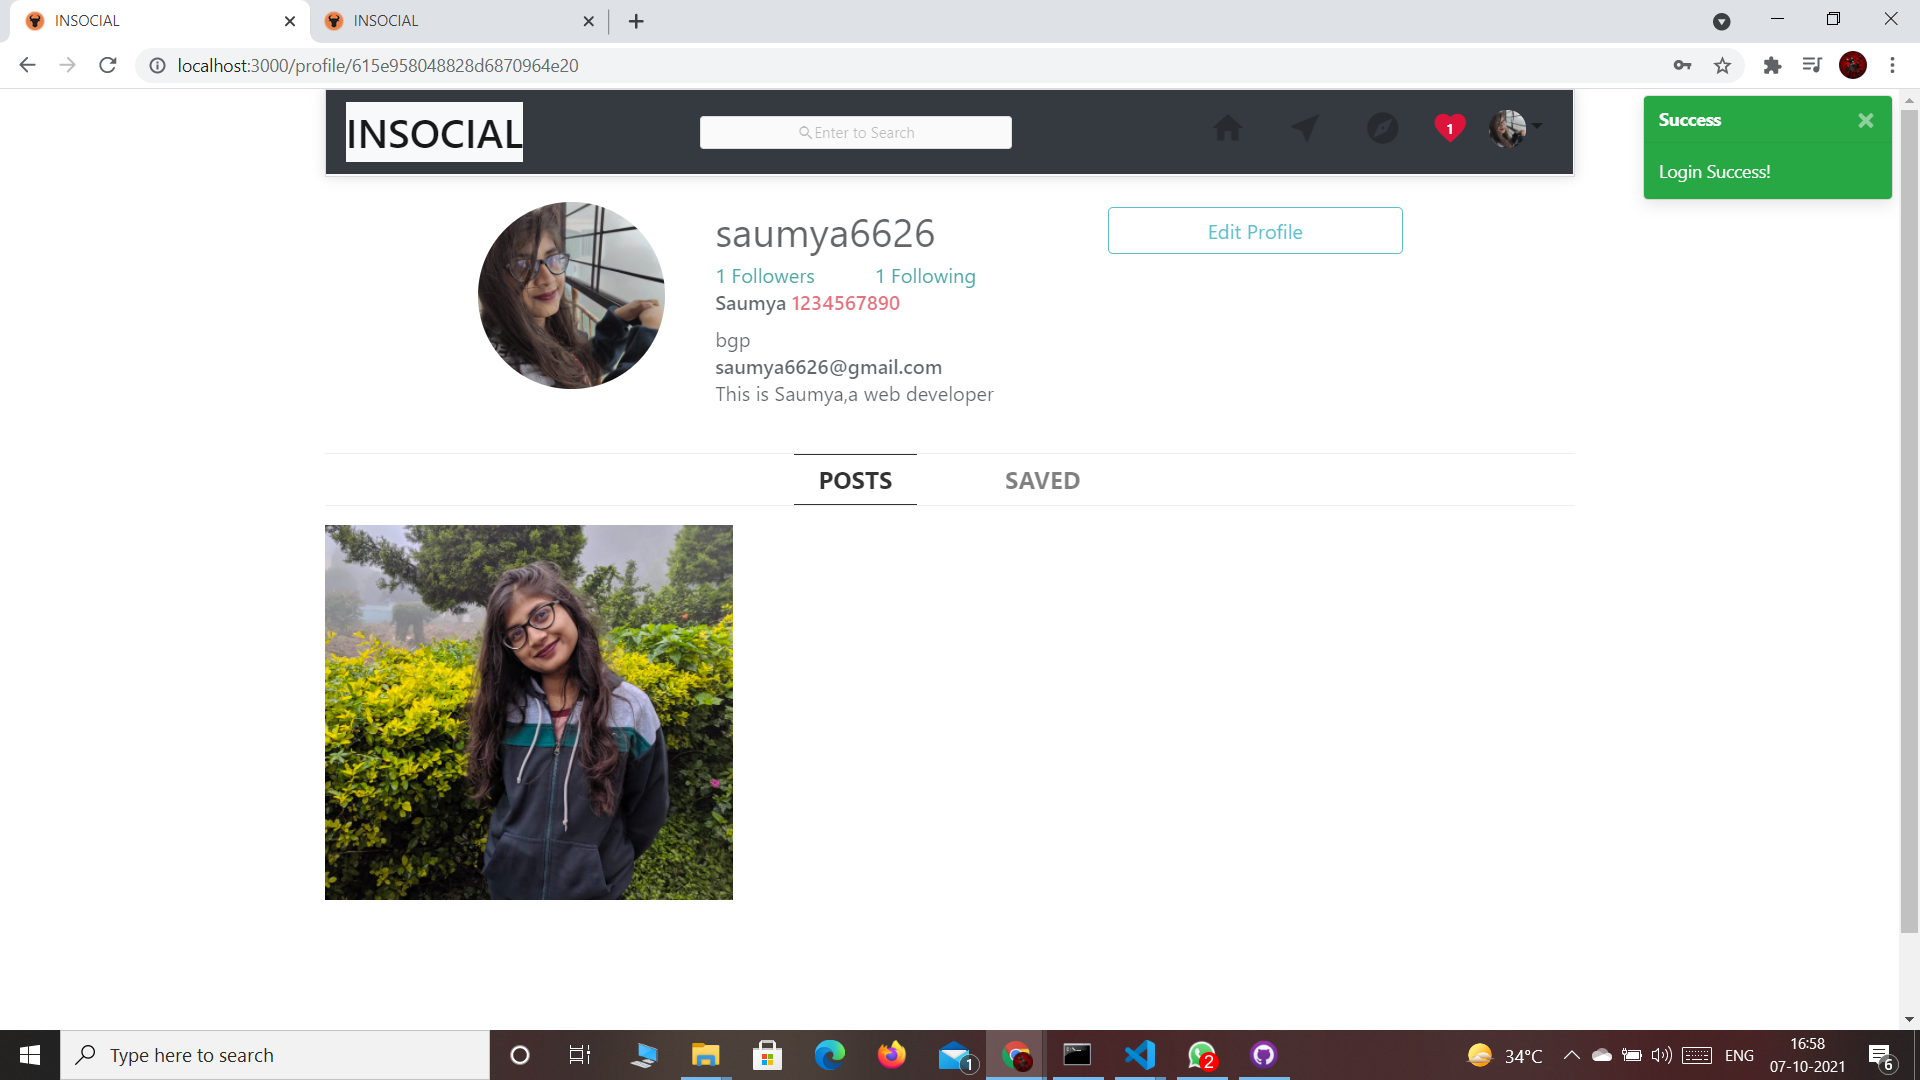 INSOCIAL
INSOCIAL
localhost:3000/profile/615e958048828d6870964e20
INSOCIAL
Enter to Search
1
Success
Login Success!
saumya6626
Edit Profile
1 Followers 1 Following
Saumya 1234567890
bgp
saumya6626@gmail.com
This is Saumya,a web developer
POSTS SAVED
Type here to search
1
2
34°C
ENG
16:58
07-10-2021
6